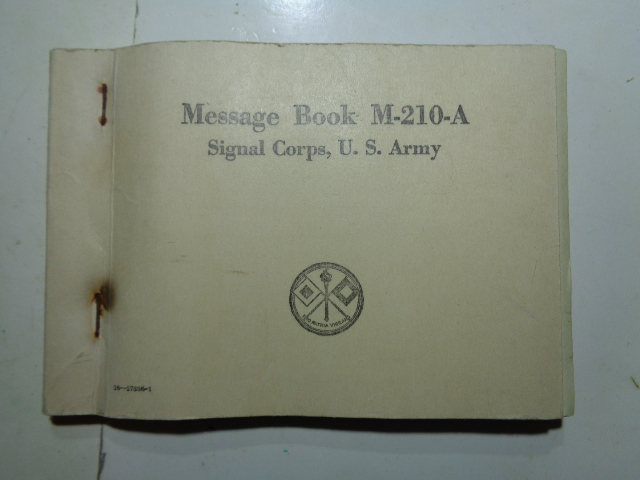 Message Book M-210-A
Signal Corps, U. S. Army